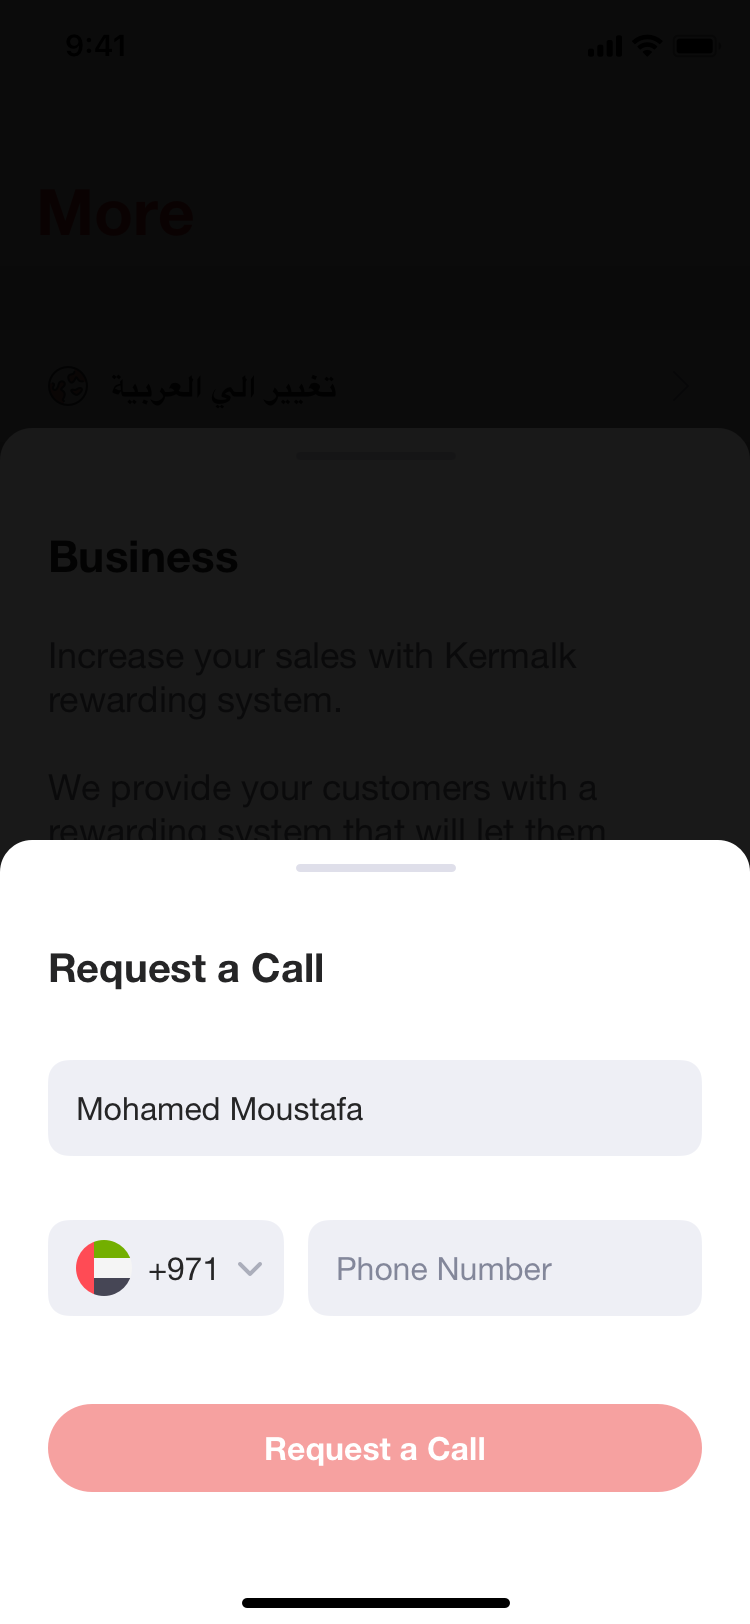 9:41
More
تغيير الي العربية
Business
Increase your sales with Kermalk
rewarding system.
We provide your customers with a
rewarding system that will let them
Request a Call
Mohamed Moustafa
+971
Phone Number
Request a Call